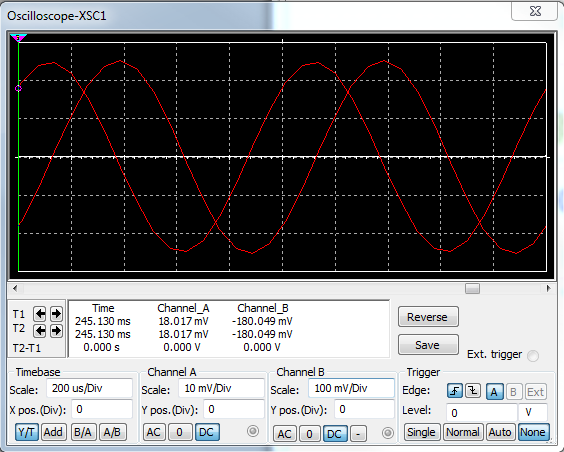 Oscilloscope-XSC1
T1
T2
T2-T1
Time Channel_A Channel_B
245.130 ms 18.017 mV -180.049 mV
245.130 ms 18.017 mV -180.049 mV
0.000 s 0.000 V 0.000 V
Reverse
Save
Ext. trigger
Timebase
Scale: 200 us/Div
X pos.(Div): 0
Y/T Add B/A A/B
Channel A
Scale: 10 mV/Div
Y pos.(Div): 0
AC 0 DC
Channel B
Scale: 100 mV/Div
Y pos.(Div): 0
AC 0 DC -
Trigger
Edge: A B Ext
Level: 0 V
Single Normal Auto None